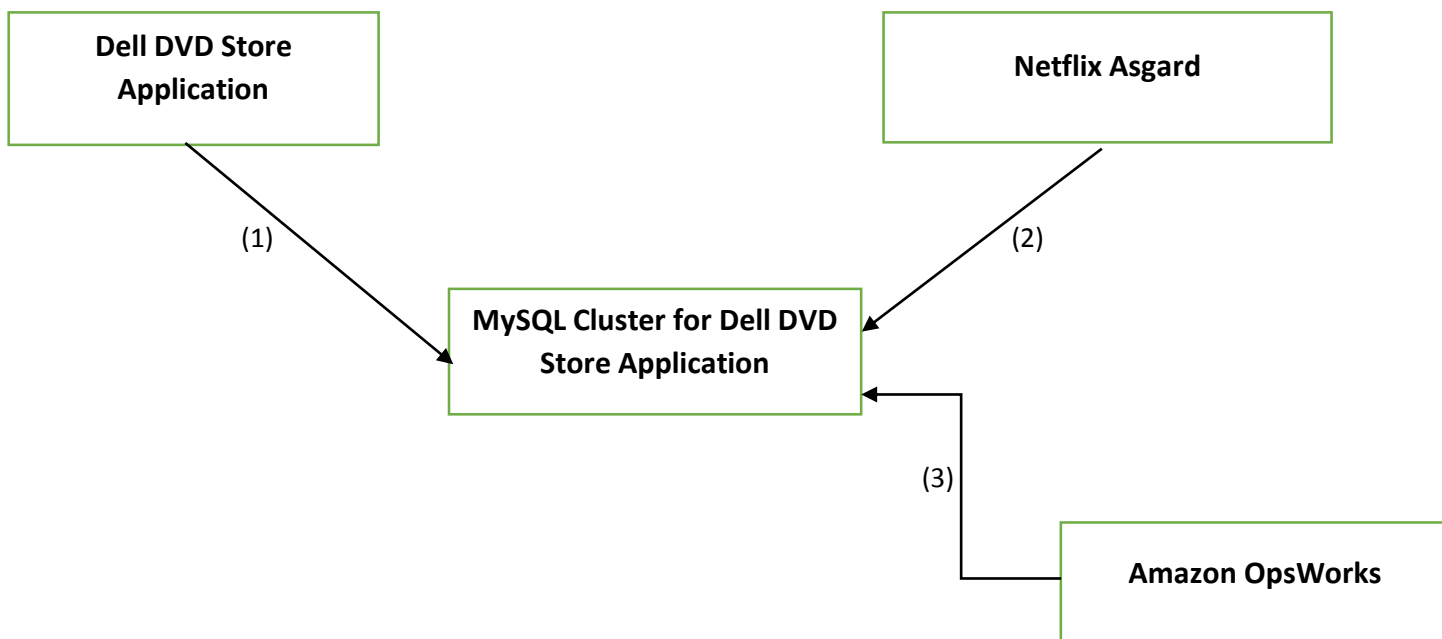 Dell DVD Store
Application
Netflix Asgard
(1)
(2)
MySQL Cluster for Dell DVD
Store Application
(3)
Amazon OpsWorks